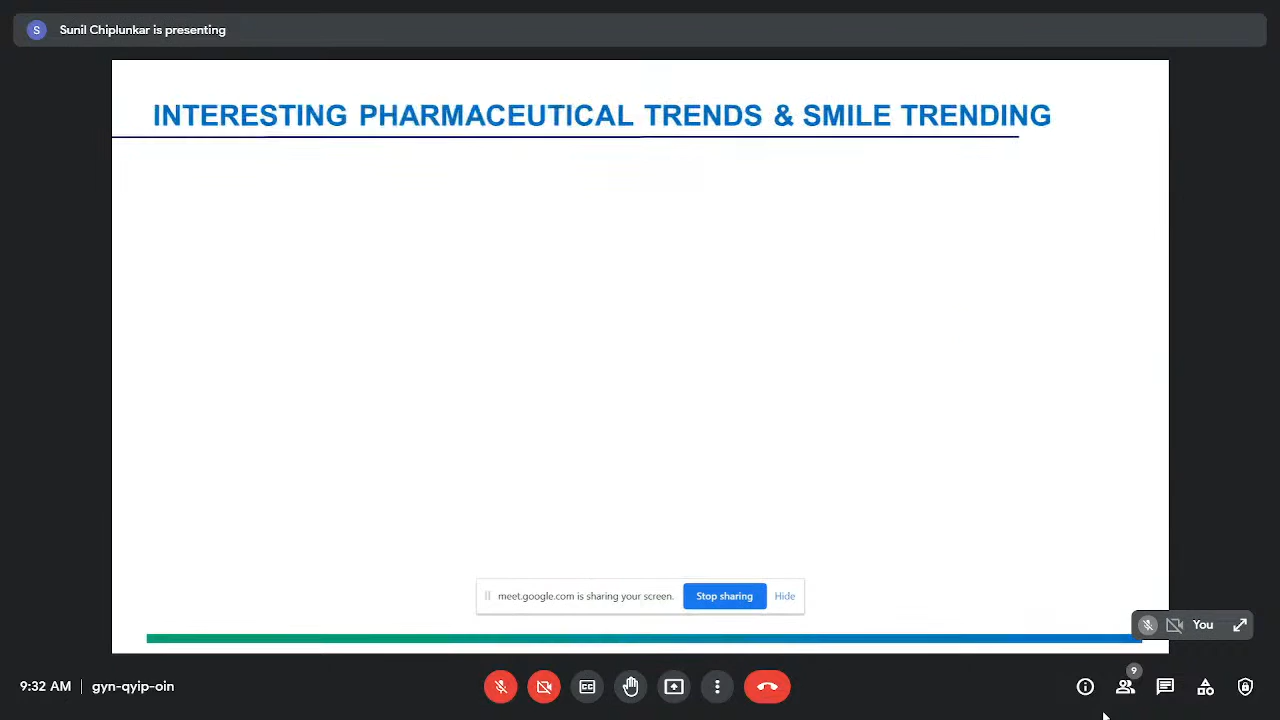 S Sunil Chiplunkar is presenting
INTERESTING PHARMACEUTICAL TRENDS & SMILE TRENDING
meet.google.com is sharing your screen. Stop sharing Hide
You
9:32 AM | gyn-qyip-oin
CC
9